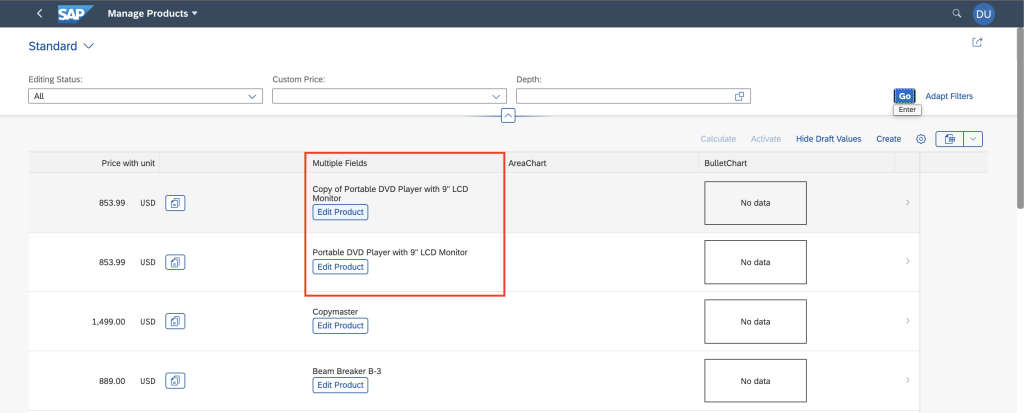 SAP Manage Products
DU
Standard
Editing Status:
Custom Price:
Depth:
All
Go
Adapt Filters
Enter
Calculate
Activate
Hide Draft Values
Create
Price with unit
Multiple Fields
AreaChart
BulletChart
853.99 USD
Copy of Portable DVD Player with 9" LCD
Monitor
Edit Product
No data
853.99 USD
Portable DVD Player with 9" LCD Monitor
Edit Product
No data
1,499.00 USD
Copymaster
Edit Product
No data
889.00 USD
Beam Breaker B-3
Edit Product
No data